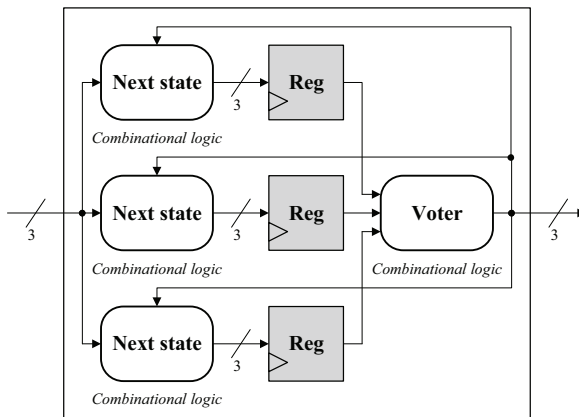 Next state
3
Reg
Combinational logic
3
Next state
3
Reg
Voter
3
Combinational logic
Combinational logic
Next state
3
Reg
Combinational logic